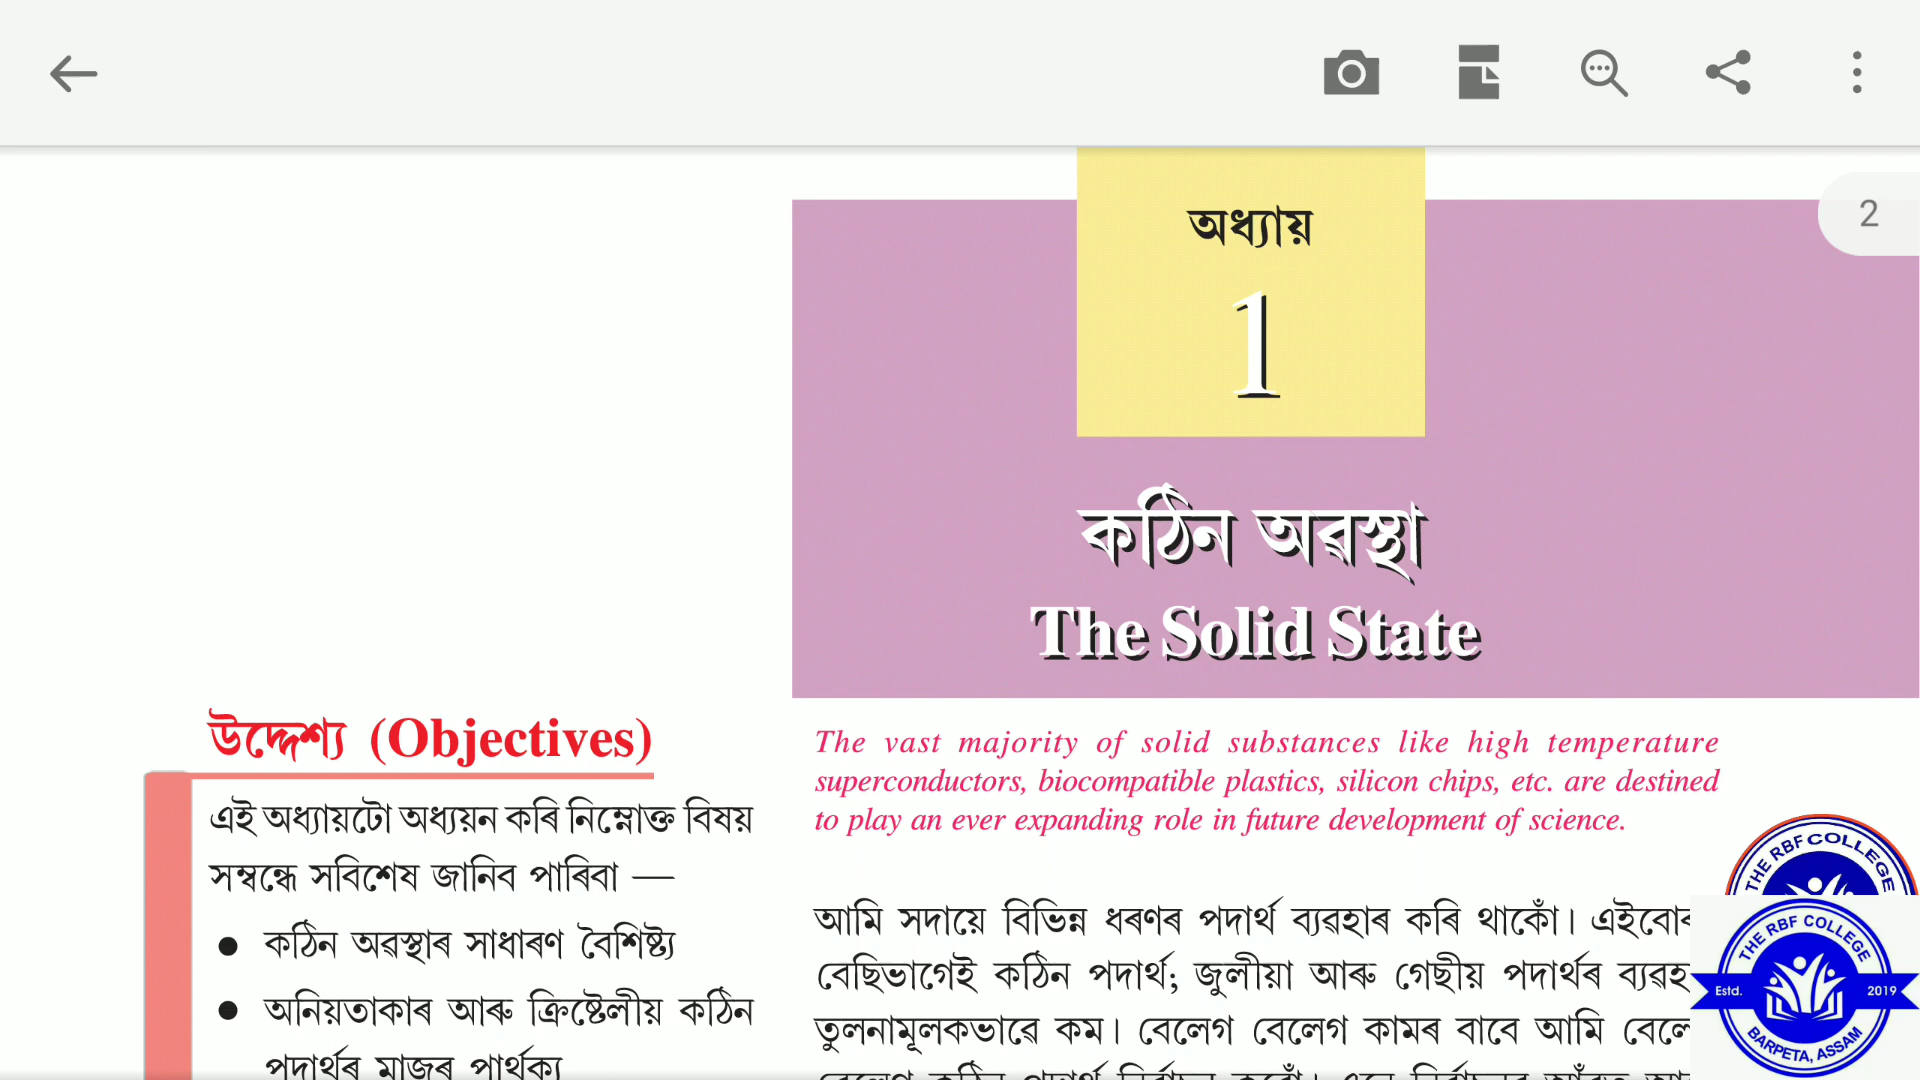 2
অধ্যায়
1
কঠিন অৱস্থা
The Solid State
উদ্দেশ্য (Objectives)
এই অধ্যায়টো অধ্যয়ন কৰি নিম্নোক্ত বিষয়
সম্বন্ধে সবিশেষ জানিব পাৰিবা —
● কঠিন অৱস্থাৰ সাধাৰণ বৈশিষ্ট্য
● অনিয়তাকাৰ আৰু ক্ৰিষ্টেলীয় কঠিন
পদাৰ্থৰ মাজৰ পাৰ্থক্য
The vast majority of solid substances like high temperature
superconductors, biocompatible plastics, silicon chips, etc. are destined
to play an ever expanding role in future development of science.
আমি সদায়ে বিভিন্ন ধৰণৰ পদাৰ্থ ব্যৱহাৰ কৰি থাকোঁ। এইবোৰ
বেছিভাগেই কঠিন পদাৰ্থ; জুলীয়া আৰু গেছীয় পদাৰ্থৰ ব্যৱহ
তুলনামূলকভাৱে কম। বেলেগ বেলেগ কামৰ বাবে আমি বেলে
THE RBF COLLEGE
THE RBF COLLEGE
Estd. 2019
BARPETA, ASSAM